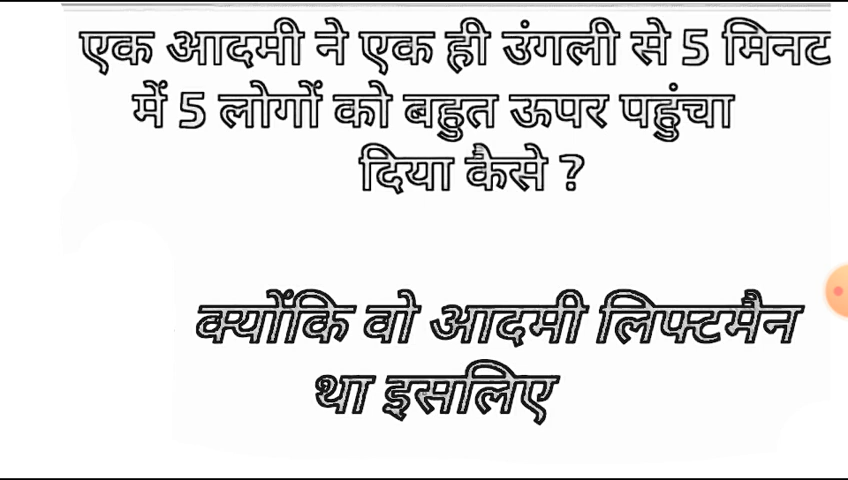 एक आदमी ने एक ही उंगली से 5 मिनट
में 5 लोगों को बहुत ऊपर पहुंचा
दिया कैसे ?
क्योंकि वो आदमी लिफ्टमैन
था इसलिए